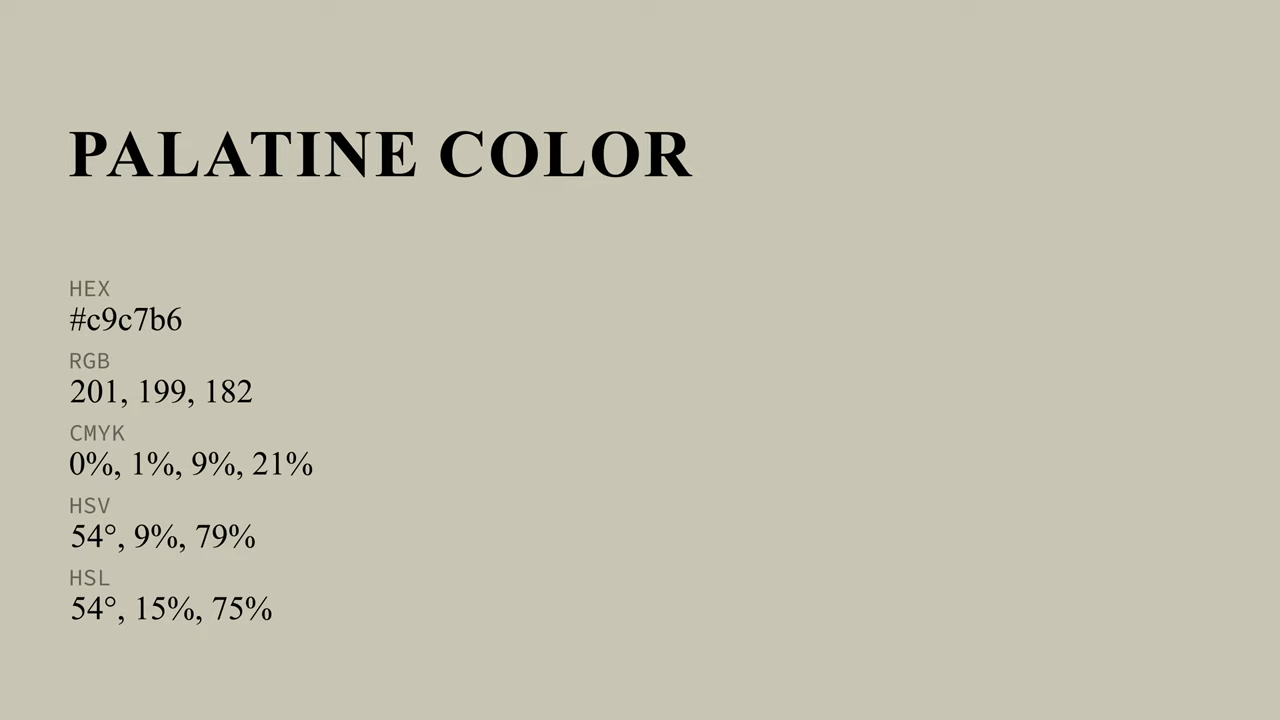 PALATINE COLOR
HEX
#c9c7b6
RGB
201, 199, 182
CMYK
0%, 1%, 9%, 21%
HSV
54°, 9%, 79%
HSL
54°, 15%, 75%